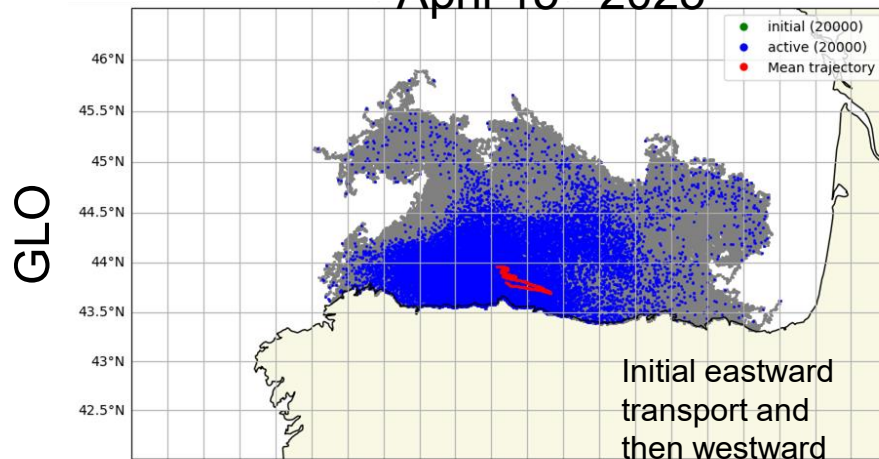 April
initial (20000)
active (20000)
Mean trajectory
46°N
45.5°N
45°N
44.5°N
44°N
43.5°N
43°N
42.5°N
GLO
Initial eastward
transport and
then westward